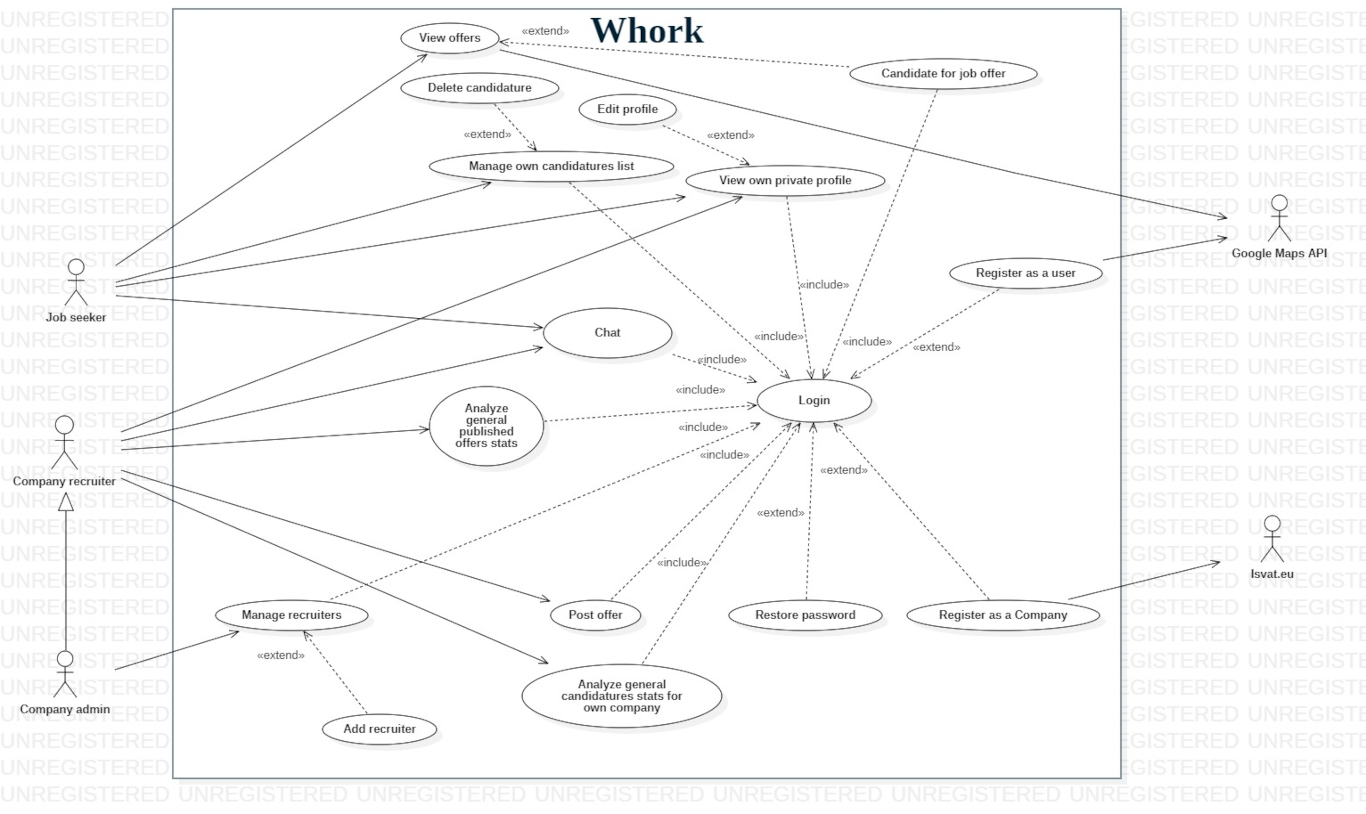 Whork
View offers
«extend»
Candidate for job offer
Delete candidature
Edit profile
«extend»
«extend»
Manage own candidatures list
View own private profile
Google Maps API
Register as a user
«include»
Job seeker
Chat
«include»
«include»
«extend»
«include»
«include»
Login
Analyze
general
published
offers stats
«include»
«include»
«extend»
Company recruiter
«extend»
«include»
Isvat.eu
Manage recruiters
Post offer
Restore password
Register as a Company
«extend»
Analyze general
candidatures stats for
own company
Company admin
Add recruiter
UNREGISTERED UNREGISTERED UNREGISTERED UNREGISTERED UNREGISTERED UNREGISTERED UNREGISTERED UNREGISTERED